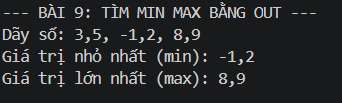 --- BÀI 9: TÌM MIN MAX BẰNG OUT ---
Dãy số: 3,5, -1,2, 8,9
Giá trị nhỏ nhất (min): -1,2
Giá trị lớn nhất (max): 8,9